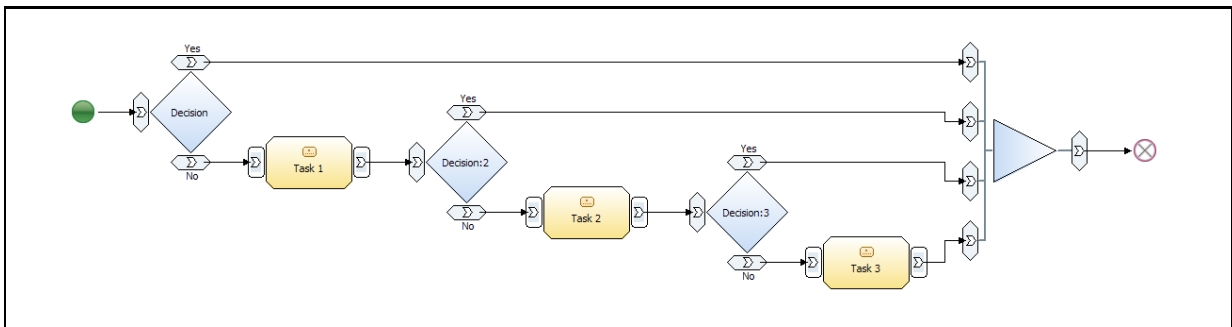 Yes
Decision
No
Task 1
Yes
Decision:2
No
Task 2
Yes
Decision:3
No
Task 3